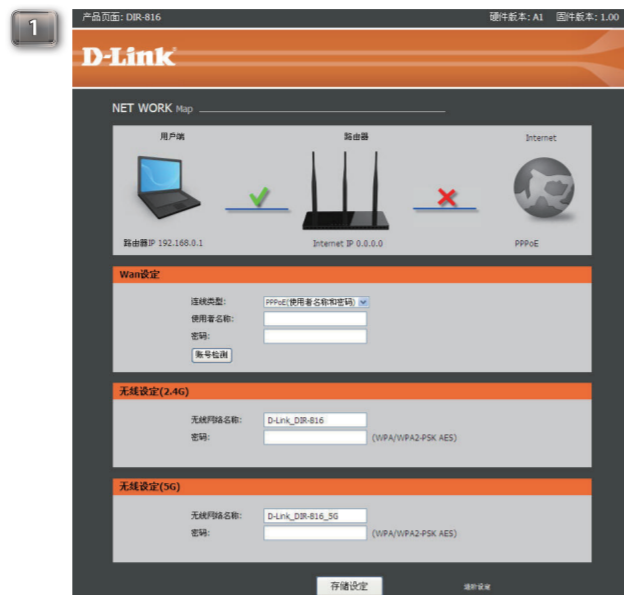 1
产品页面: DIR-816 硬件版本: A1 固件版本: 1.00
D-Link
NET WORK Map
用户端 路由器 Internet
路由器IP 192.168.0.1 Internet IP 0.0.0.0 PPPoE
Wan设定
连线类型: PPPoE(使用者名称和密码)
使用者名称:
密码:
账号检测
无线设定(2.4G)
无线网络名称: D-Link_DIR-816
密码: (WPA/WPA2-PSK AES)
无线设定(5G)
无线网络名称: D-Link_DIR-816_5G
密码: (WPA/WPA2-PSK AES)
存储设定